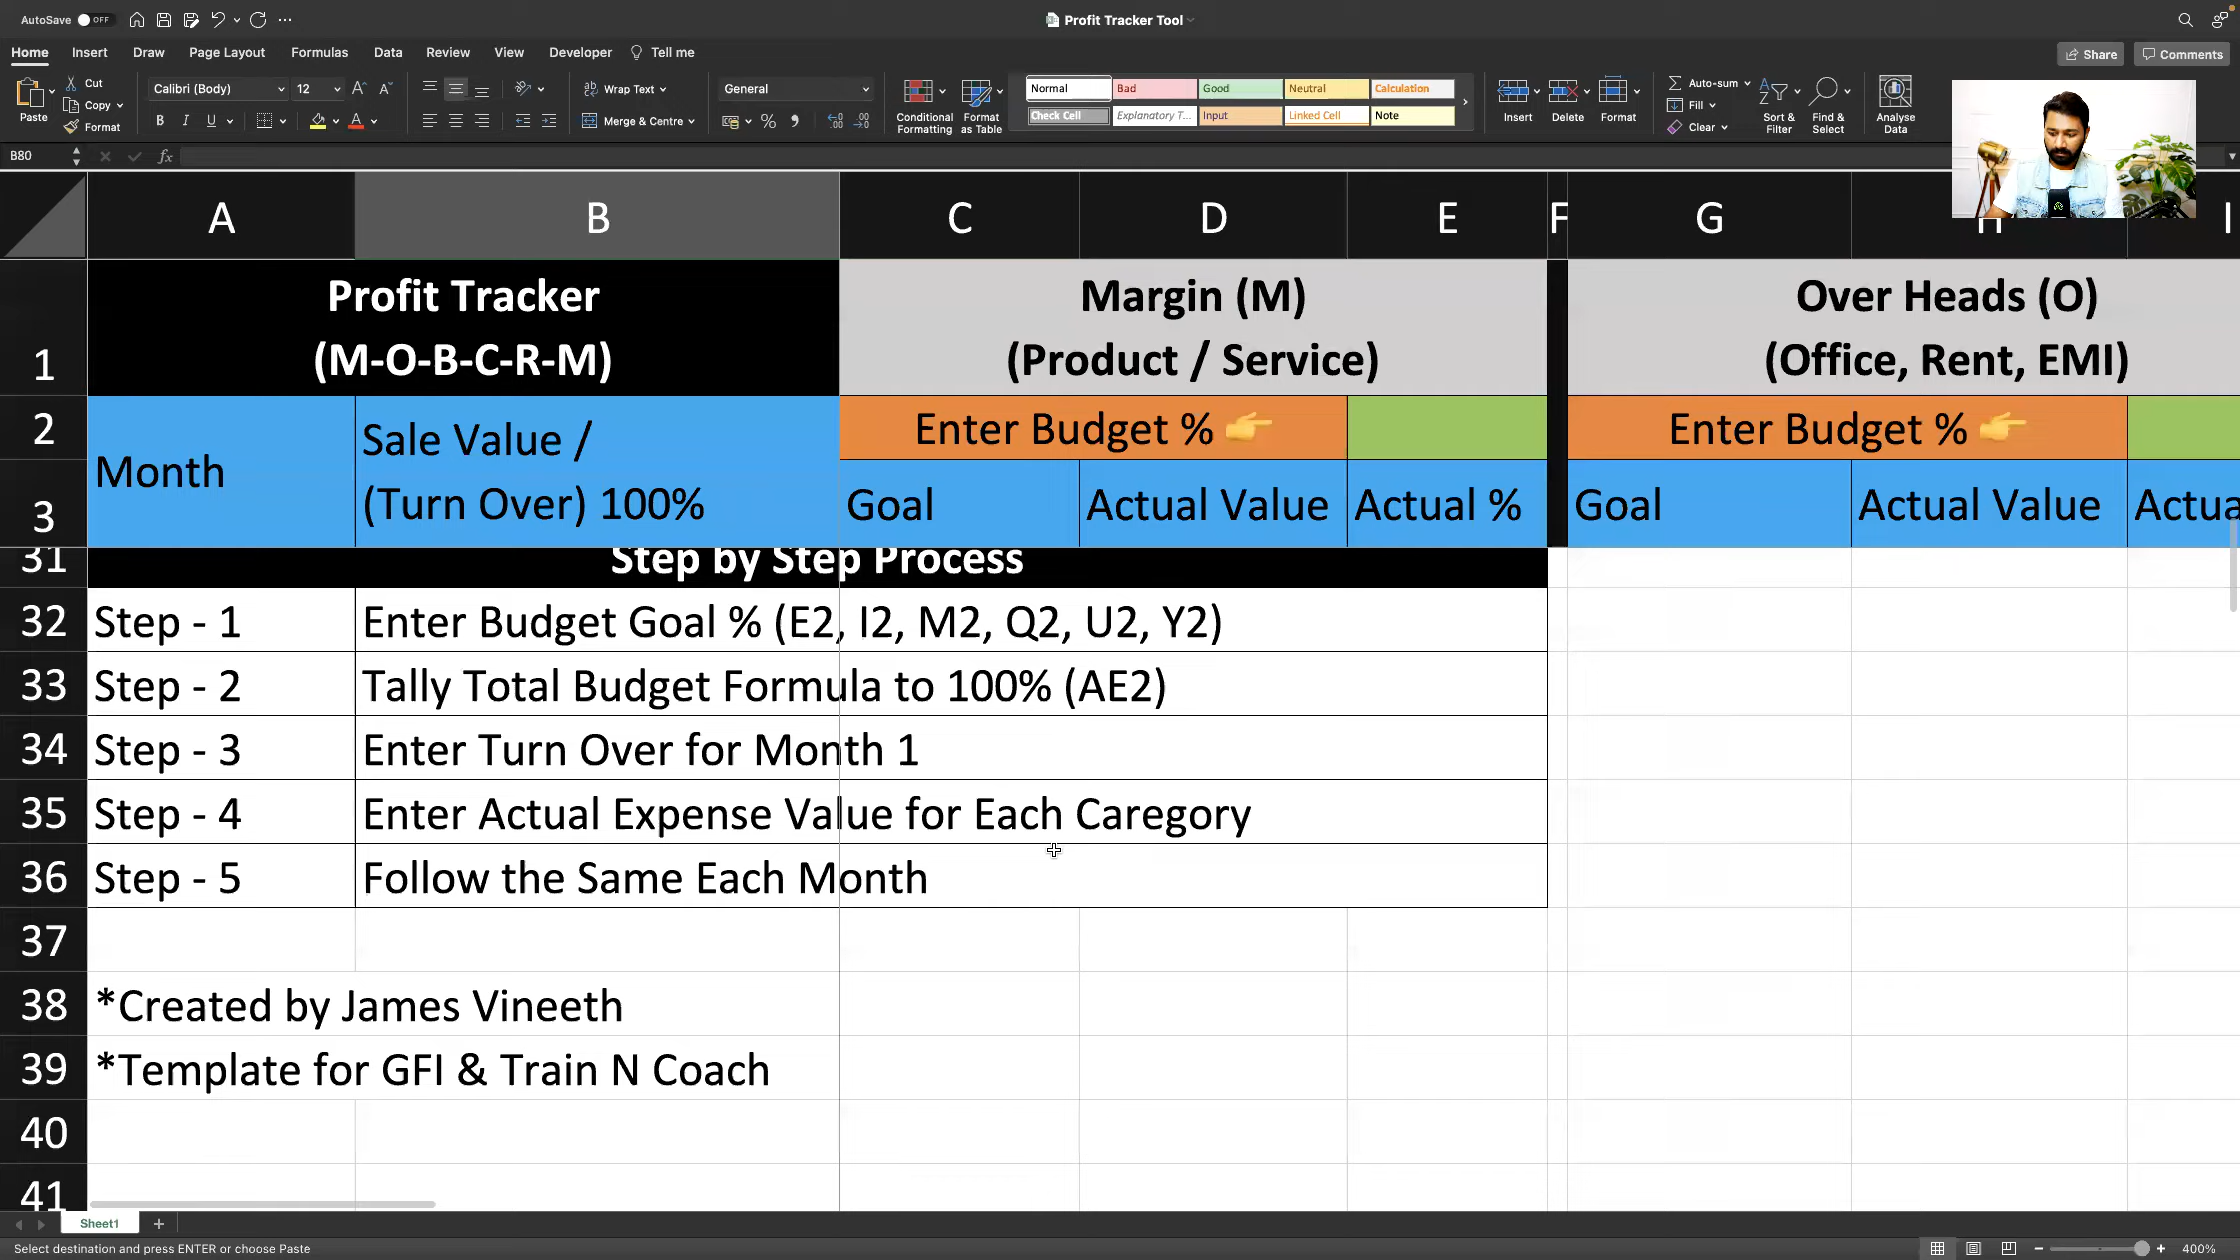 AutoSave OFF
Profit Tracker Tool
Home Insert Draw Page Layout Formulas Data Review View Developer Tell me
Share Comments
Paste
Cut
Copy
Format
Calibri (Body) 12
B I U
Wrap Text
Merge & Centre
General
Conditional
Formatting
Format
as Table
Normal Bad Good Neutral Calculation
Check Cell Explanatory T... Input Linked Cell Note
Insert Delete Format
Auto-sum
Fill
Clear
Sort &
Filter
Find &
Select
Analyse
Data
B80
fx
A B C D E F G H I
1
Profit Tracker
(M-O-B-C-R-M)
Margin (M)
(Product / Service)
Over Heads (O)
(Office, Rent, EMI)
2
Enter Budget % 👉
Enter Budget % 👉
3
Month
Sale Value /
(Turn Over) 100%
Goal Actual Value Actual %
Goal Actual Value Actua
31 Step by Step Process
32 Step - 1 Enter Budget Goal % (E2, I2, M2, Q2, U2, Y2)
33 Step - 2 Tally Total Budget Formula to 100% (AE2)
34 Step - 3 Enter Turn Over for Month 1
35 Step - 4 Enter Actual Expense Value for Each Caregory
36 Step - 5 Follow the Same Each Month
37
38 *Created by James Vineeth
39 *Template for GFI & Train N Coach
40
41
Sheet1
Select destination and press ENTER or choose Paste
400%